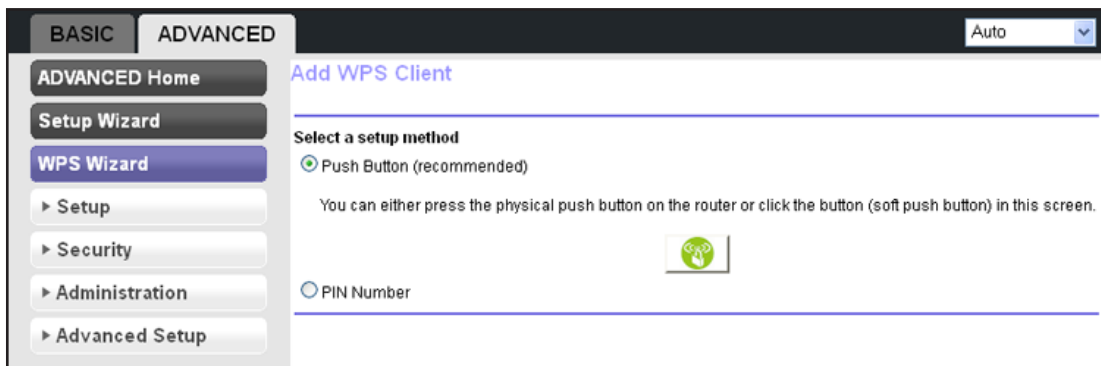 BASIC
ADVANCED
Auto
ADVANCED Home
Setup Wizard
WPS Wizard
Setup
Security
Administration
Advanced Setup
Add WPS Client
Select a setup method
Push Button (recommended)
You can either press the physical push button on the router or click the button (soft push button) in this screen.
PIN Number